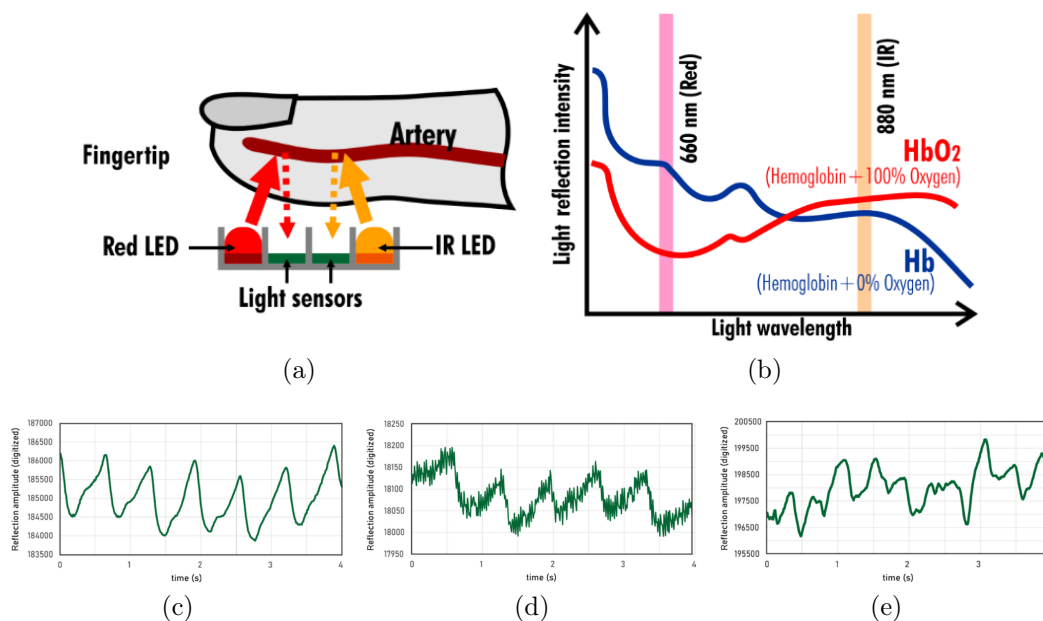 Fingertip
Artery
Red LED
IR LED
Light sensors
(a)
Light reflection intensity
660 nm (Red)
880 nm (IR)
HbO2
(Hemoglobin + 100% Oxygen)
Hb
(Hemoglobin + 0% Oxygen)
Light wavelength
(b)
Reflection amplitude (digitized)
187000
186000
185000
184500
183500
0
1
2
3
4
time (s)
(c)
Reflection amplitude (digitized)
18250
18200
18150
18100
18050
18000
17950
0
1
2
3
4
time (s)
(d)
Reflection amplitude (digitized)
200500
199500
198500
197500
196500
195500
0
1
2
3
time (s)
(e)